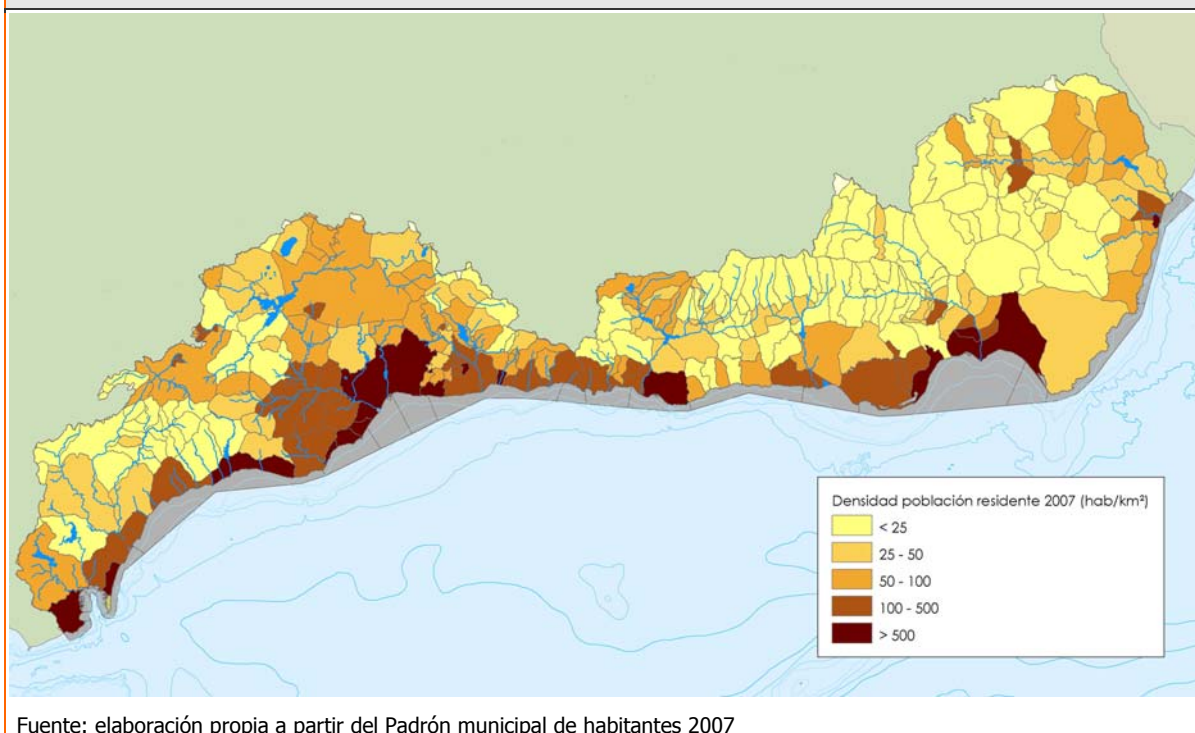 Densidad población residente 2007 (hab/km²)
< 25
25 - 50
50 - 100
100 - 500
> 500
Fuente: elaboración propia a partir del Padrón municipal de habitantes 2007